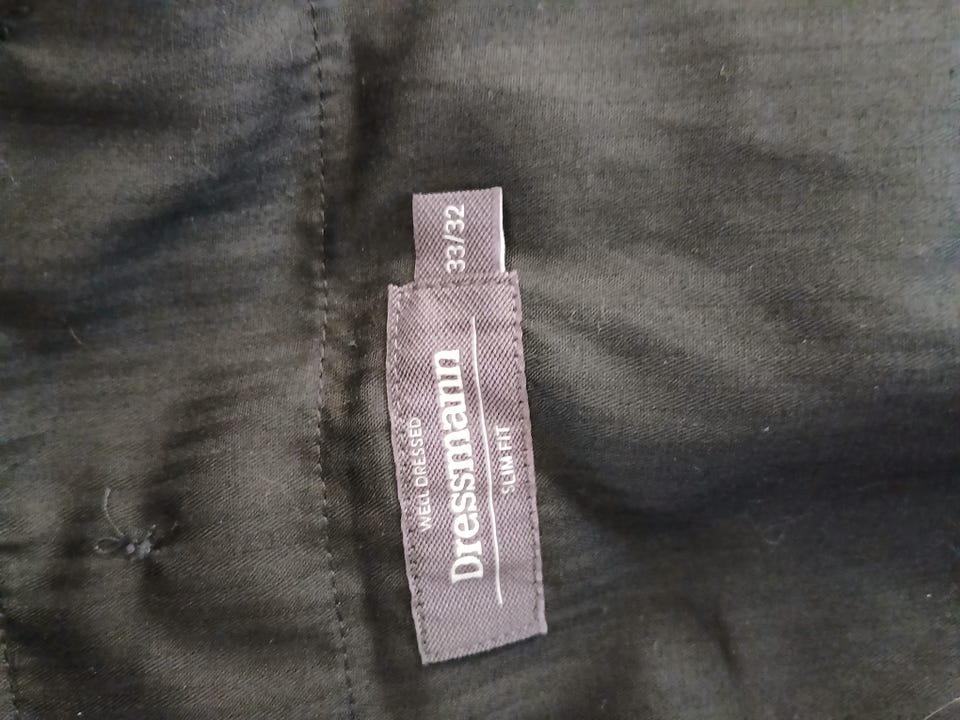 WELL DRESSED
Dressmann
SLIM FIT
33/32